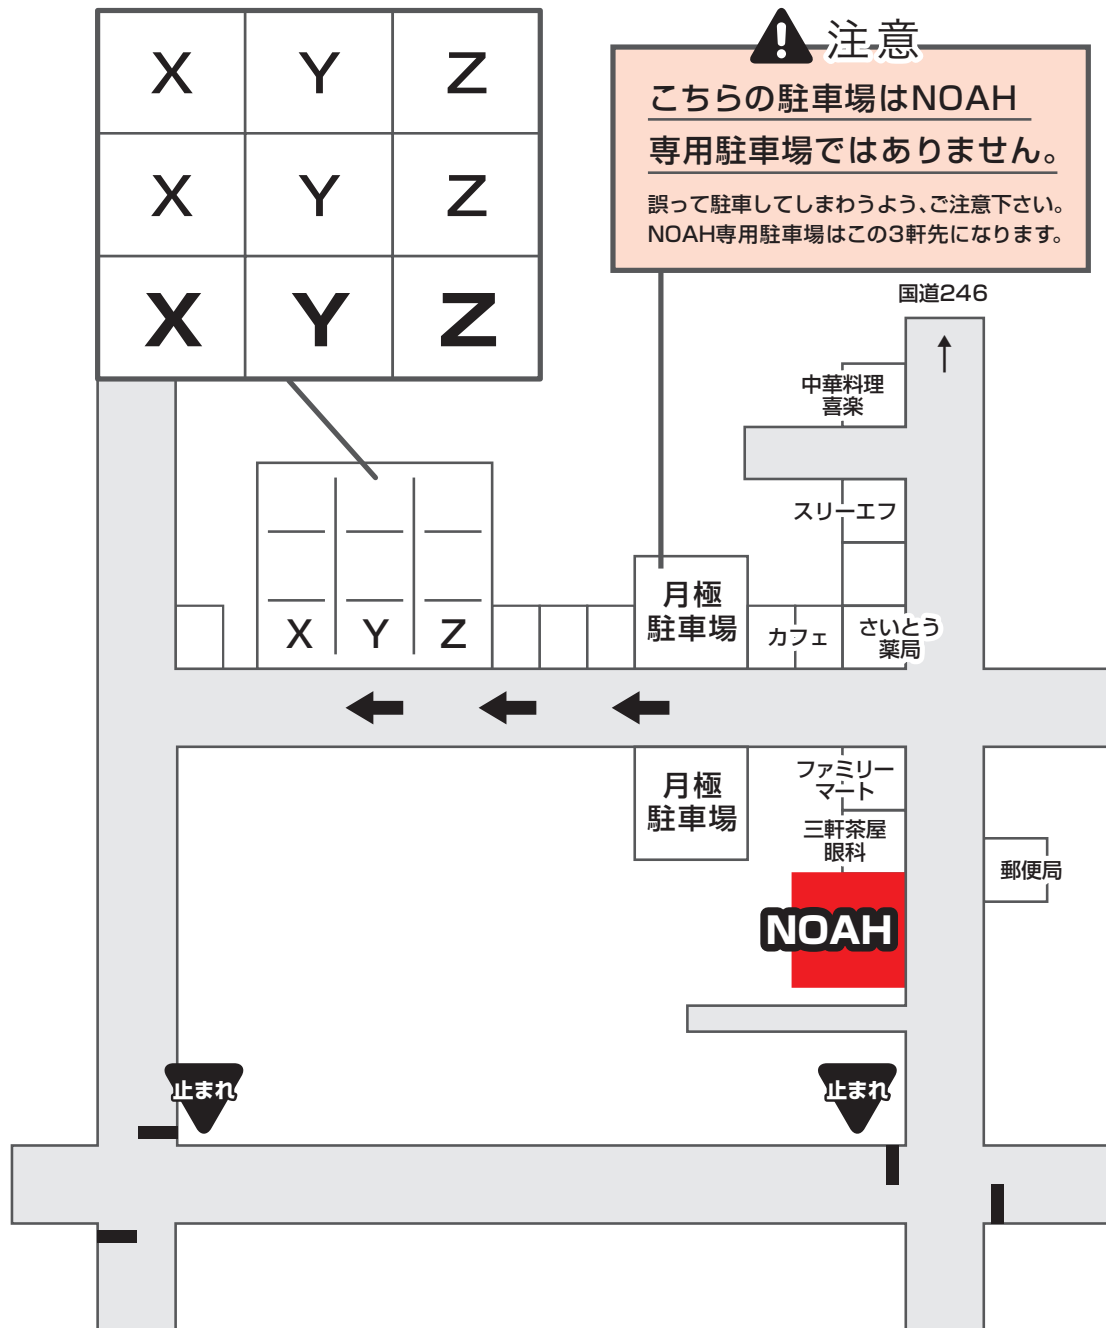 X Y Z
X Y Z
X Y Z
注意
こちらの駐車場はNOAH
専用駐車場ではありません。
誤って駐車してしまわうよう、ご注意下さい。
NOAH専用駐車場はこの3軒先になります。
国道246
中華料理
喜楽
スリーエフ
月極
駐車場
カフェ
さいとう
薬局
X Y Z
月極
駐車場
ファミリー
マート
三軒茶屋
眼科
郵便局
NOAH
止まれ
止まれ